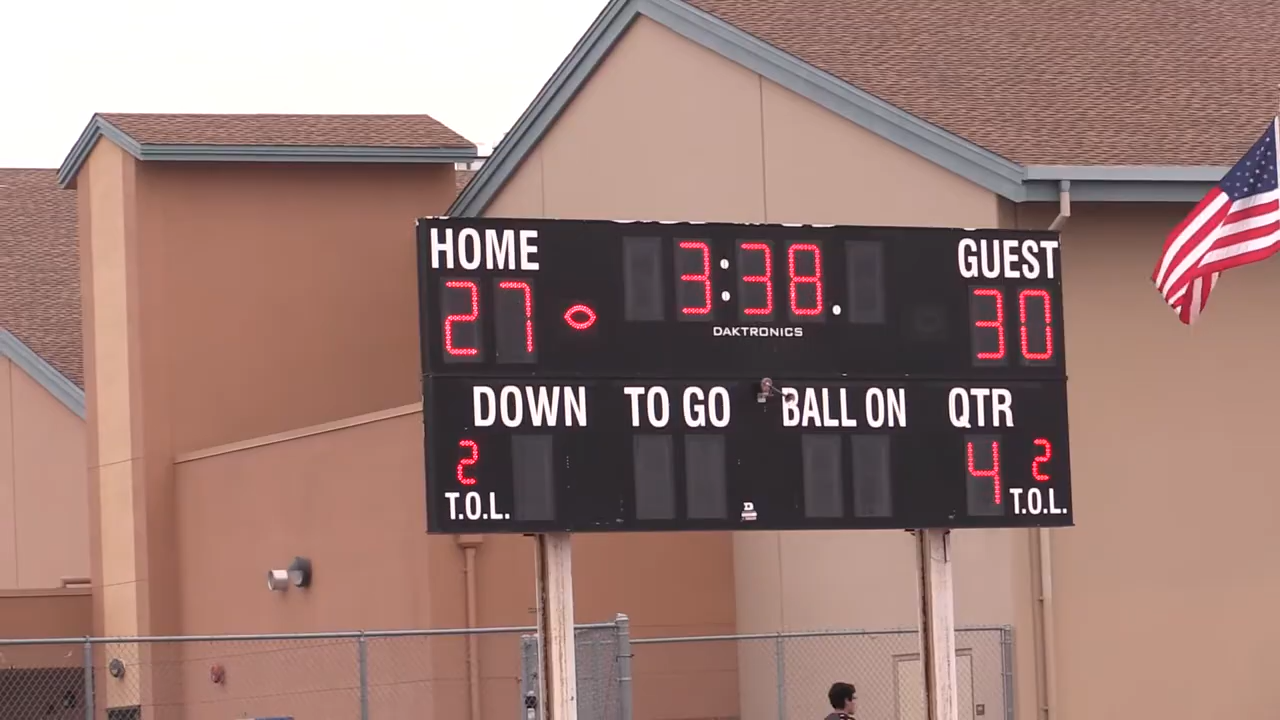 HOME 3:38. GUEST
27 30
DAKTRONICS
DOWN TO GO BALL ON QTR
2 4 2
T.O.L. T.O.L.